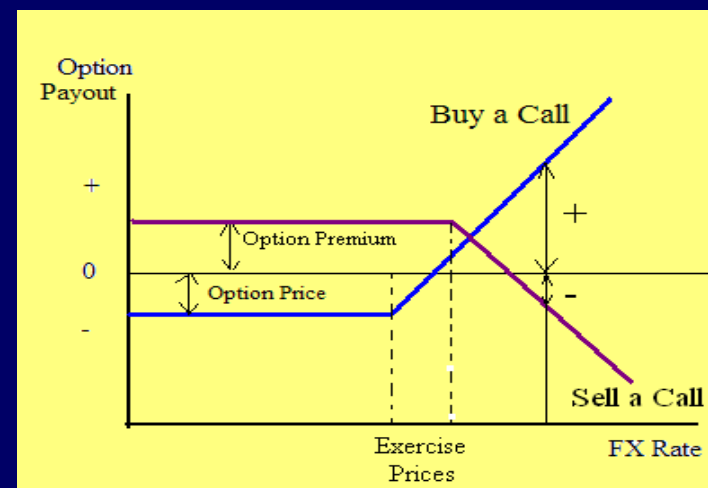 Option
Payout
Buy a Call
+
+
Option Premium
0
Option Price
-
-
Sell a Call
Exercise
Prices
FX Rate